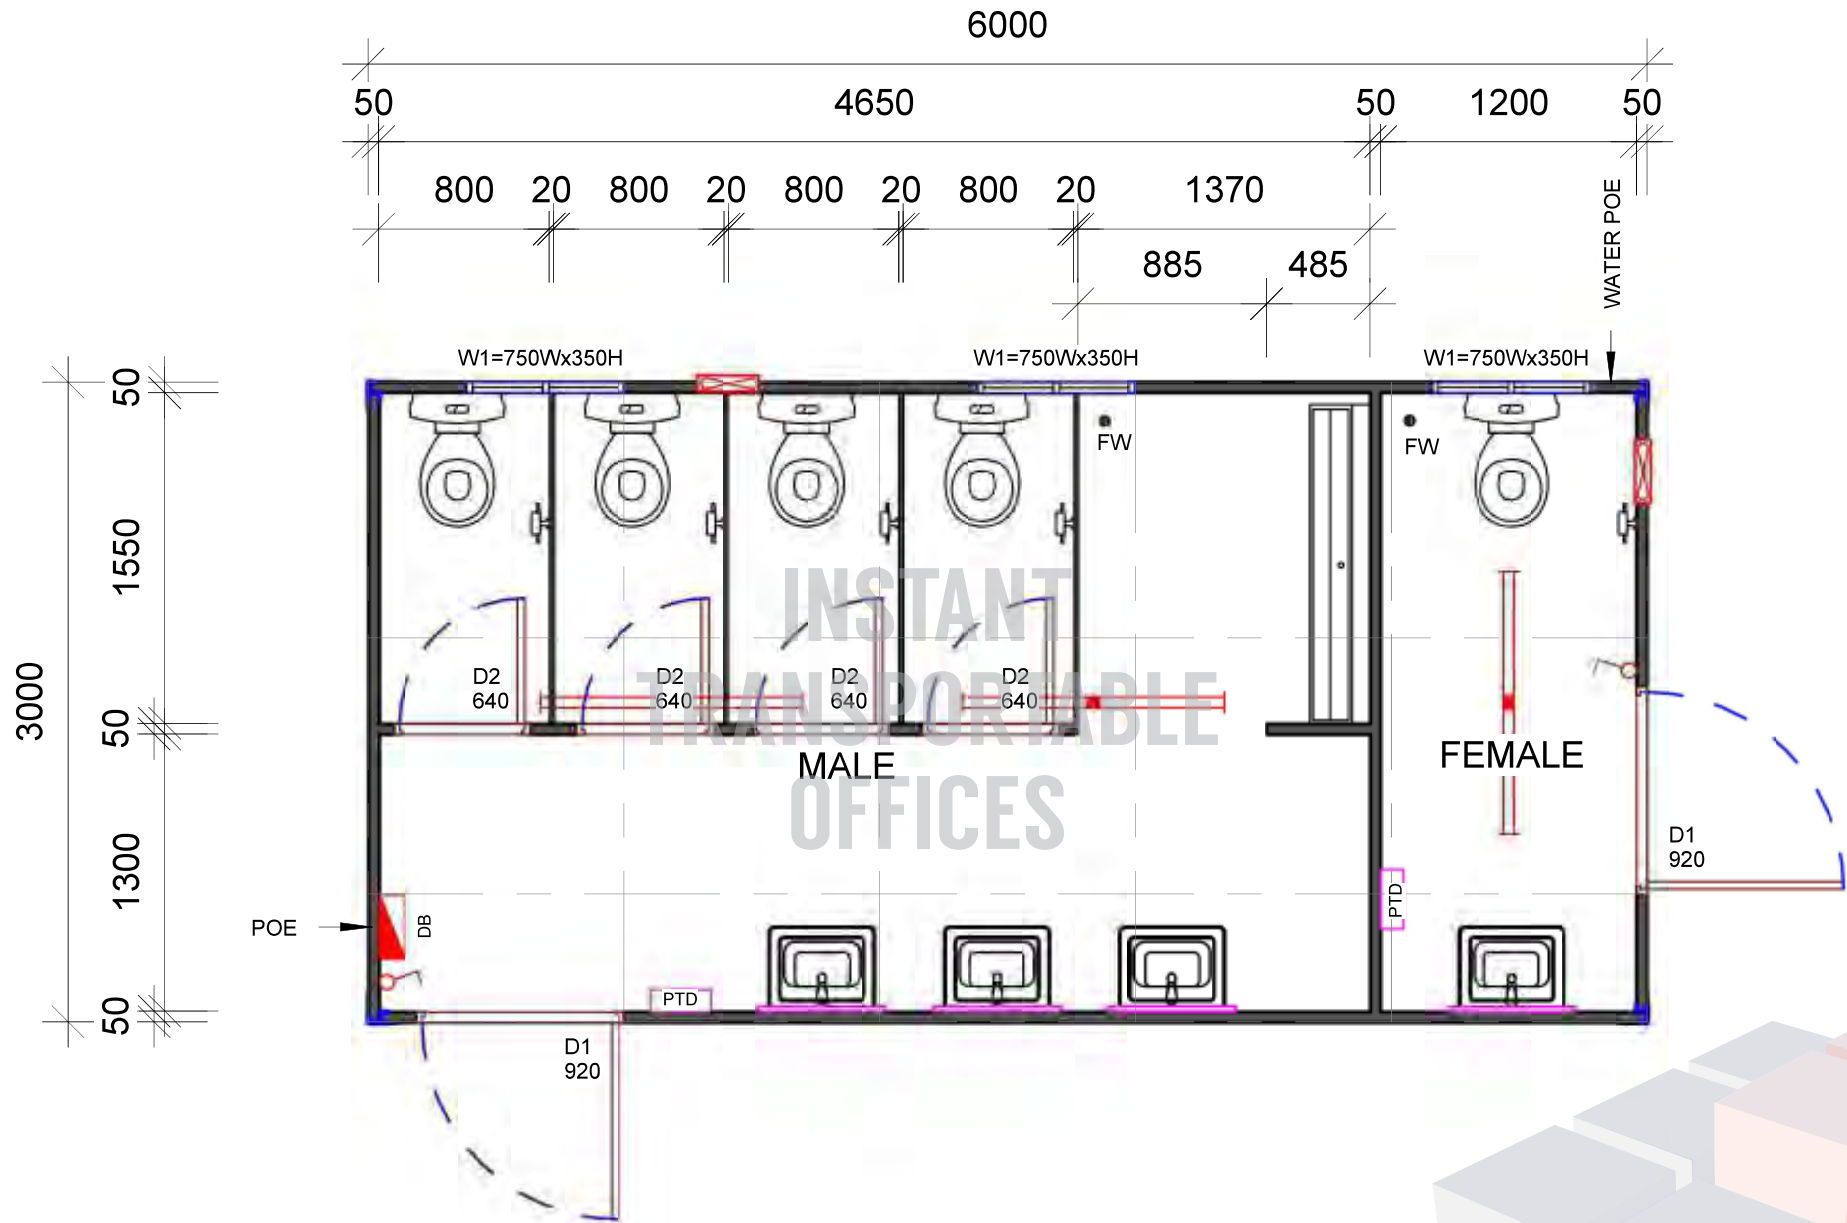 6000
50 4650 50 1200 50
800 20 800 20 800 20 800 20 1370
885 485
WATER POE
W1=750Wx350H W1=750Wx350H W1=750Wx350H
50
1550
3000
50
1300
50
FW FW
D2 D2 D2 D2
640 640 640 640
INSTANT
TRANSPORTABLE
OFFICES
MALE FEMALE
D1
920
PTD
POE
DB
PTD
D1
920